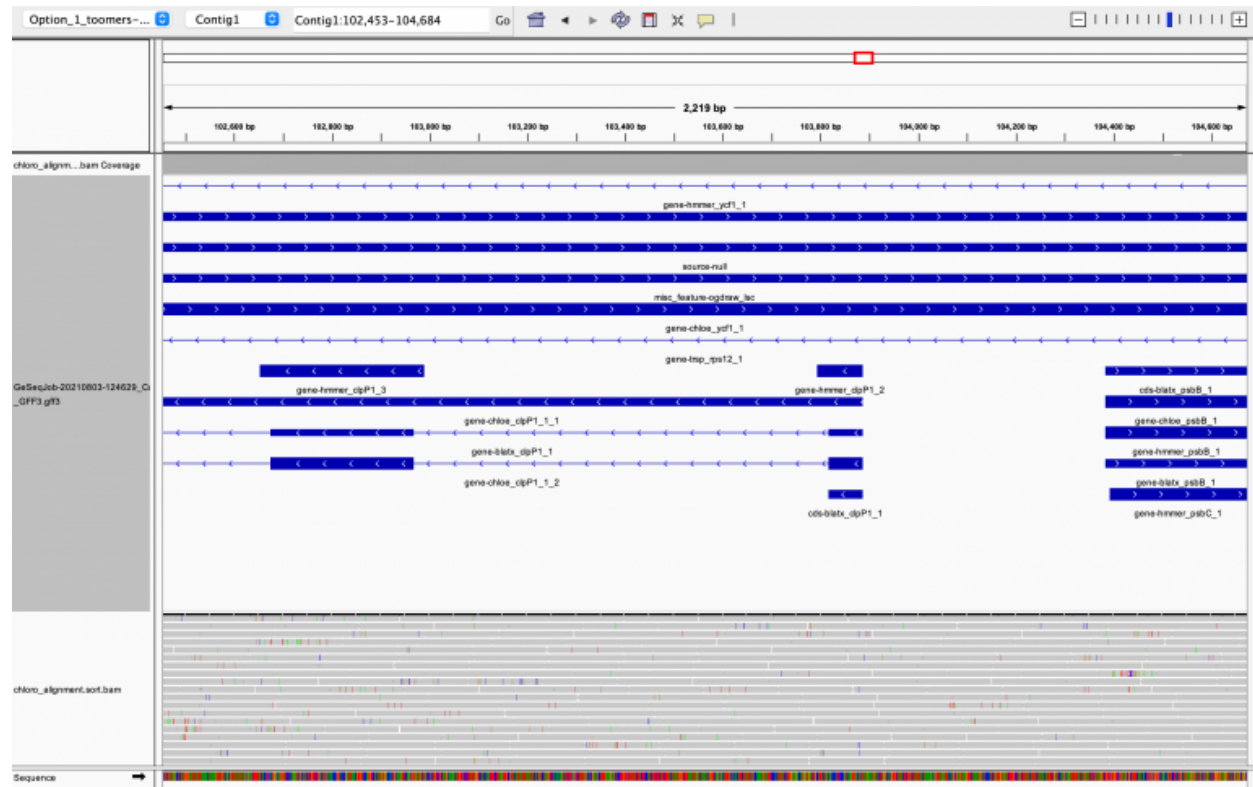 Option_1_toomers-... Contig1 Contig1:102,453-104,684 Go
2,219 bp
102,600 bp 102,800 bp 103,000 bp 103,200 bp 103,400 bp 103,600 bp 103,800 bp 104,000 bp 104,200 bp 104,400 bp 104,600 bp
chloro_alignm....bam Coverage
gene-hmmer_ycf1_1
source-null
misc_feature-ogdraw_lsc
gene-chloe_ycf1_1
gene-trnp_rps12_1
gene-hmmer_clpP1_3 gene-hmmer_clpP1_2 cds-blatx_psbB_1
GeSeqJob-20210803-124629_Co
_GFF3.gff3
gene-chloe_clpP1_1_1 gene-chloe_psbB_1
gene-blatx_clpP1_1 gene-hmmer_psbB_1
gene-chloe_clpP1_1_2 gene-blatx_psbB_1
cds-blatx_clpP1_1 gene-hmmer_psbC_1
chloro_alignment.sort.bam
Sequence